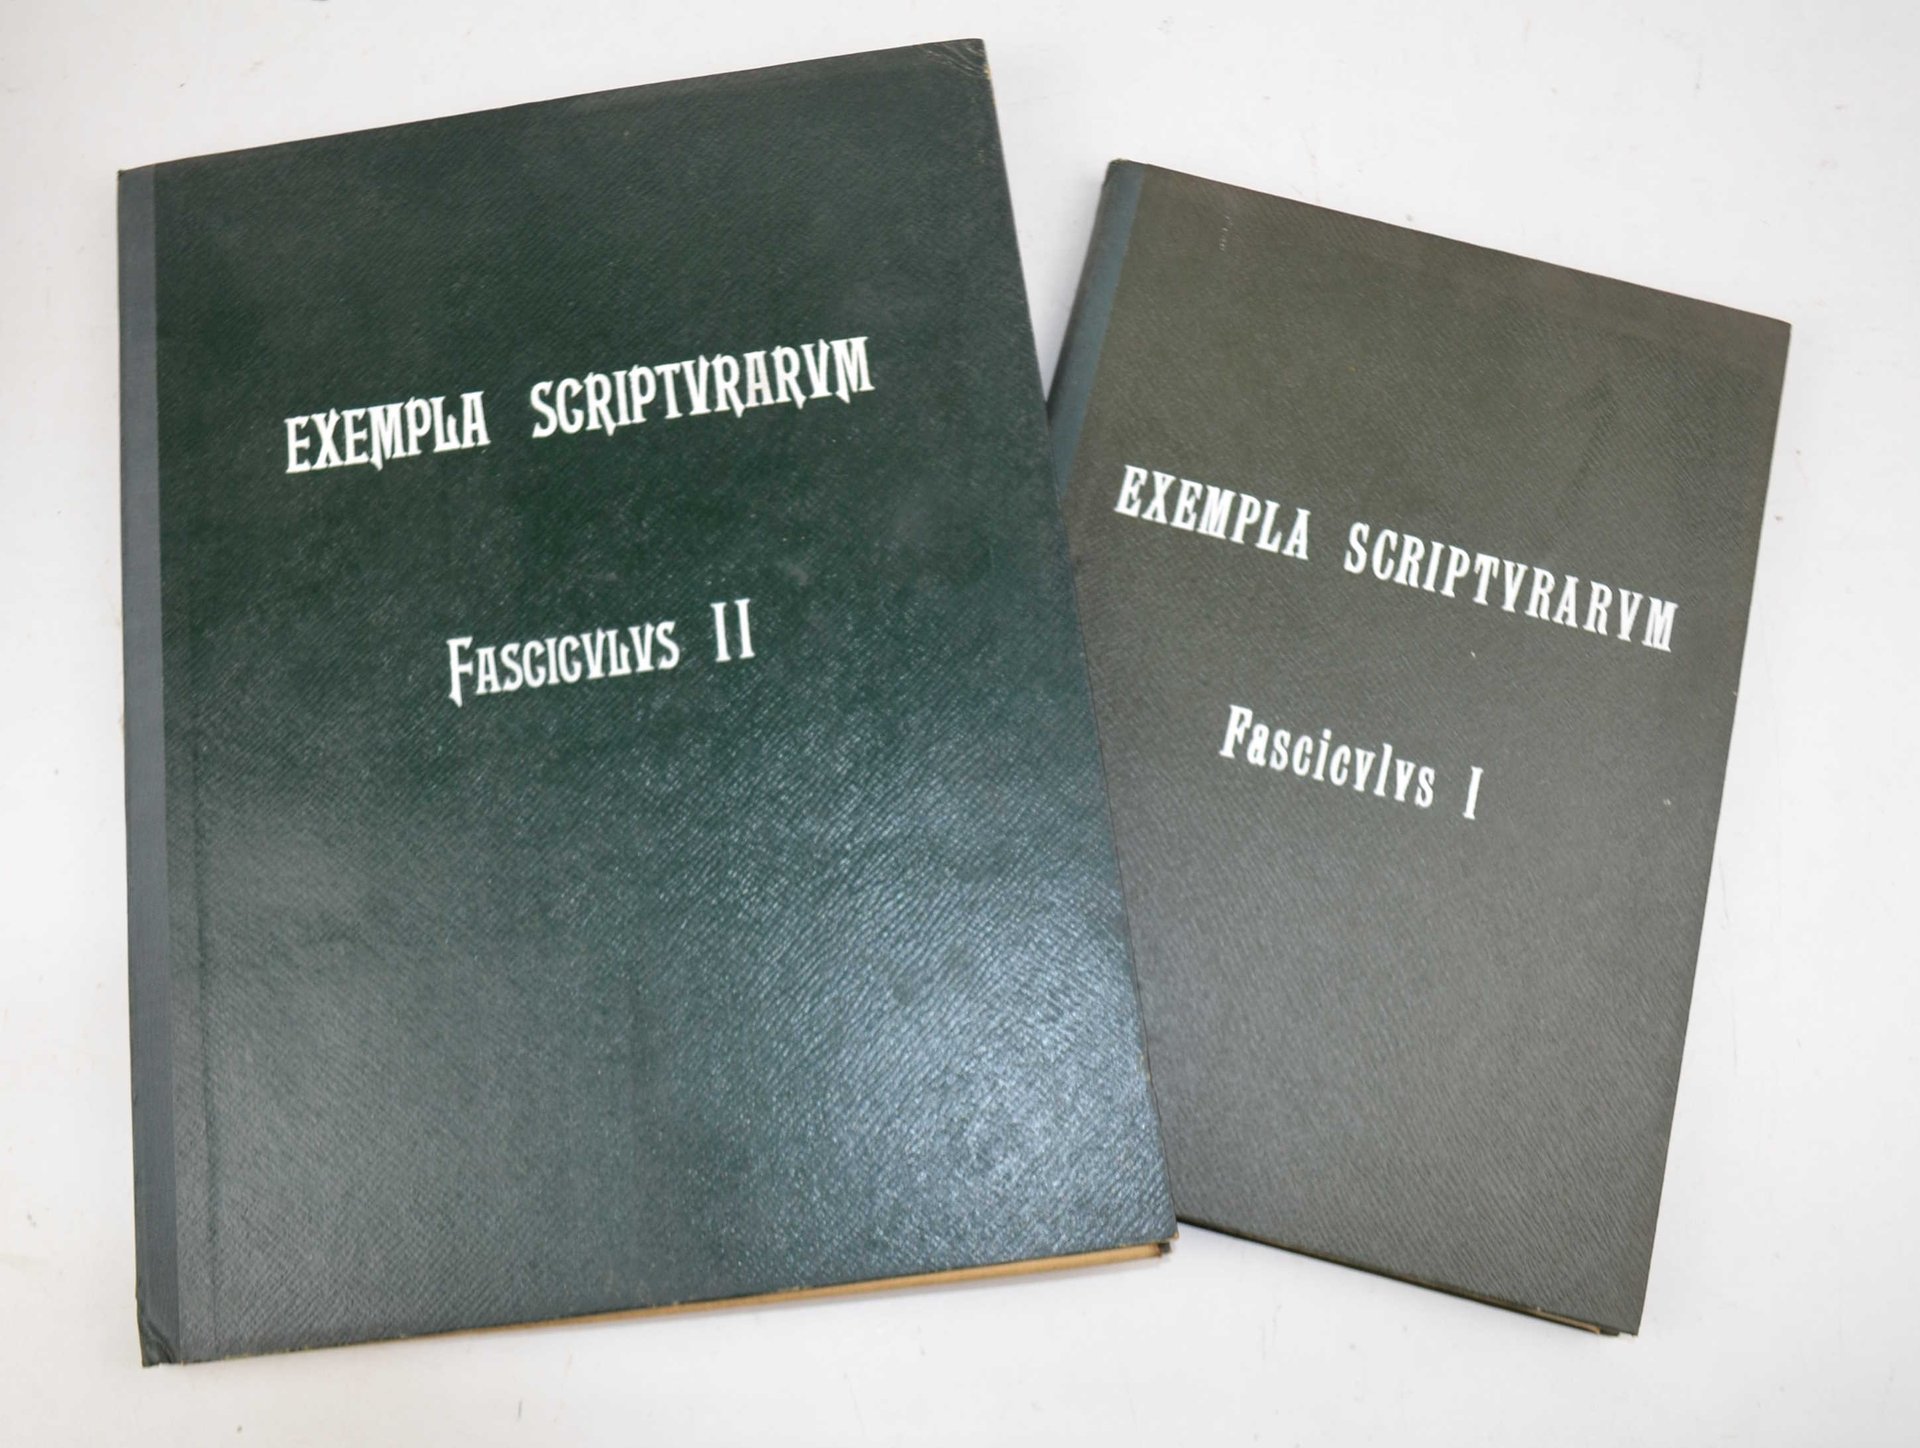 EXEMPLA SCRIPTVRARVM
FASCICVLVS II
EXEMPLA SCRIPTVRARVM
Fascicvlvs I